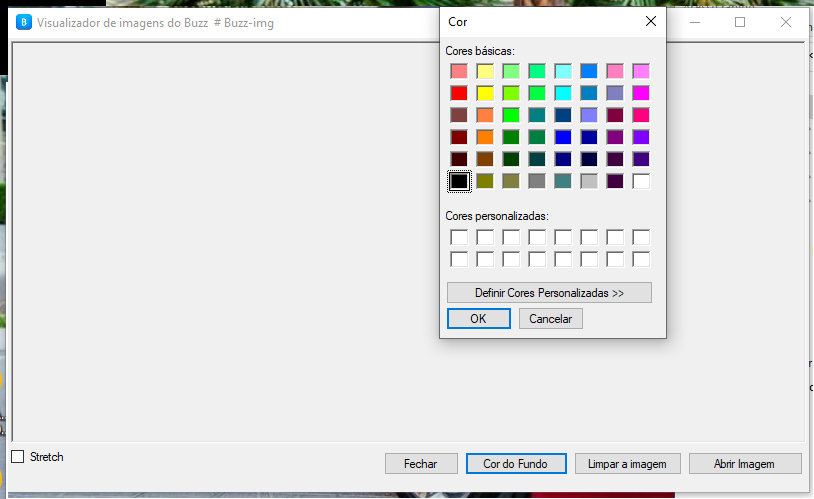 B Visualizador de imagens do Buzz # Buzz-img
Cor
Cores básicas:
Cores personalizadas:
Definir Cores Personalizadas >>
OK Cancelar
Stretch
Fechar Cor do Fundo Limpar a imagem Abrir Imagem